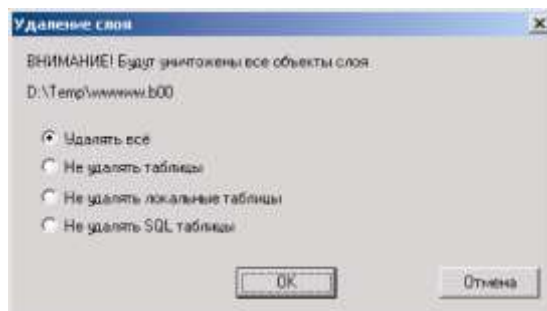 Удаление слоя
ВНИМАНИЕ! Будут уничтожены все объекты слоя
D:\Temp\wwwwww.b00
Удалять всё
Не удалять таблицы
Не удалять локальные таблицы
Не удалять SQL таблицы
OK
Отмена